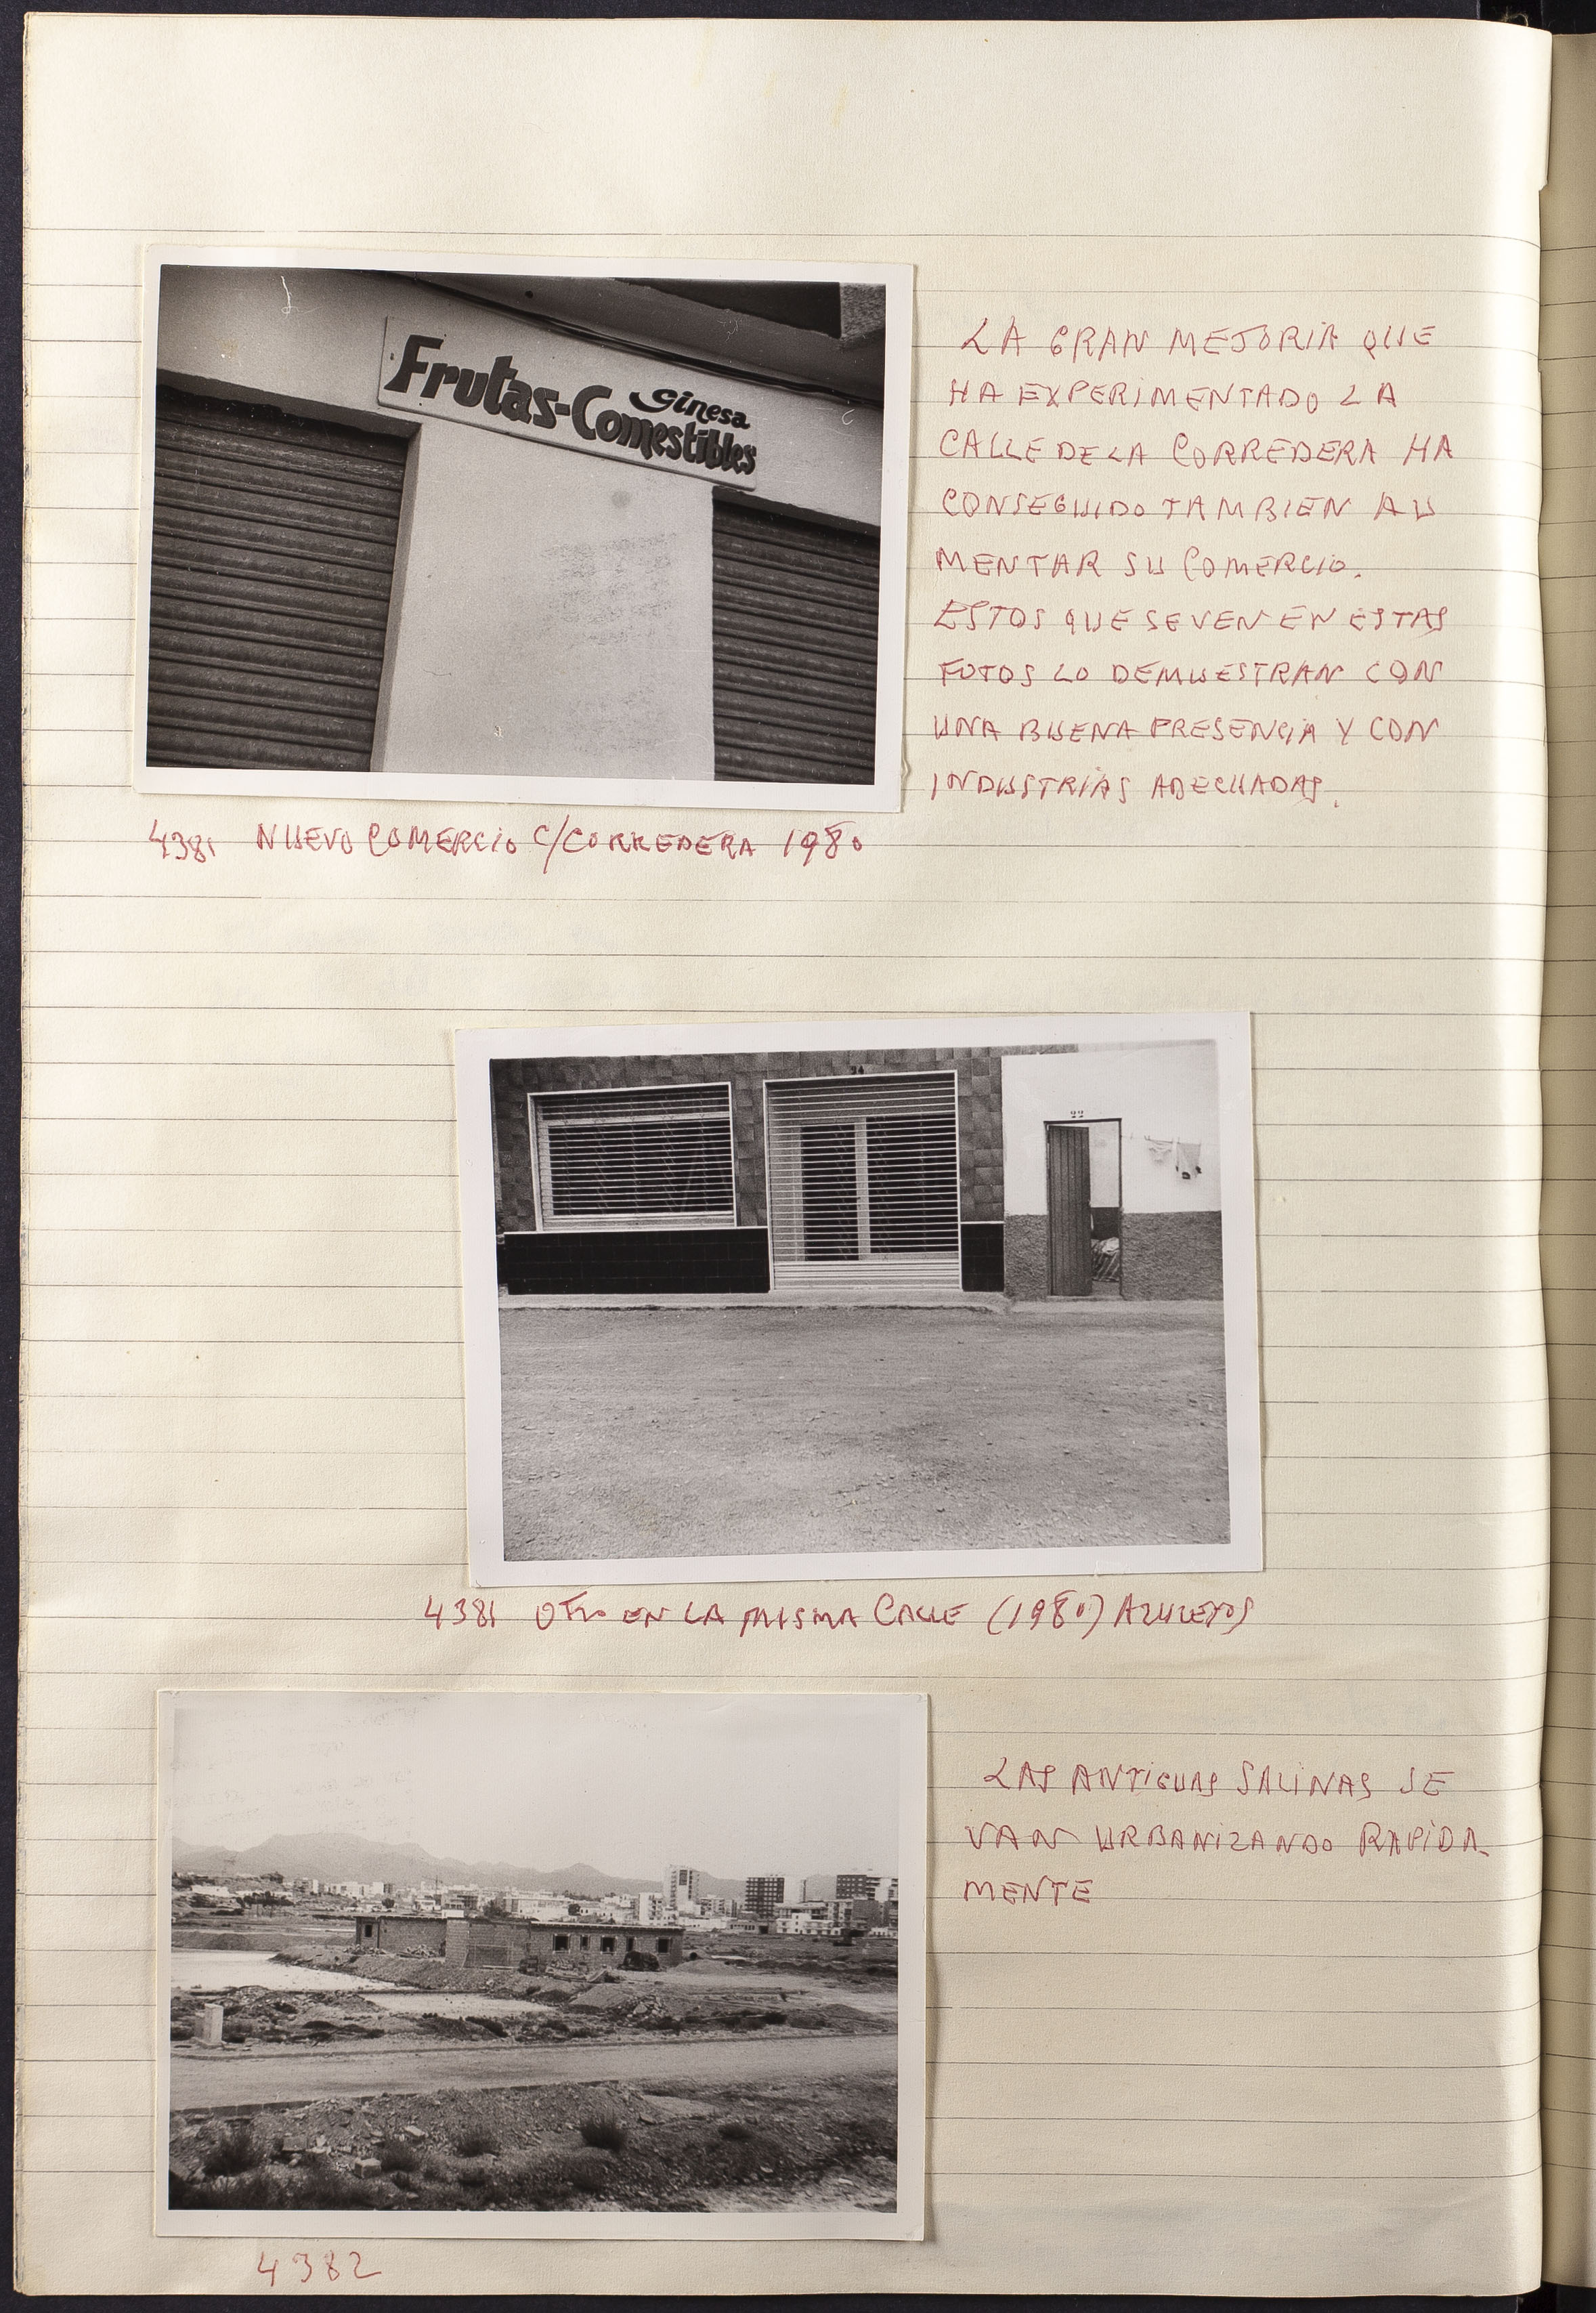 Frutas-Comestibles
Ginesa
LA GRAN MEJORIA QUE
HA EXPERIMENTADO LA
CALLE DE LA CORREDERA HA
CONSEGUIDO TAMBIEN AU
MENTAR SU COMERCIO.
ESTOS QUE SE VEN EN ESTAS
FOTOS LO DEMUESTRAN CON
UNA BUENA PRESENCIA Y CON
INDUSTRIAS ADECUADAS.
4381 NUEVO COMERCIO C/CORREDERA 1980
24
22
4381 OTRO EN LA MISMA CALLE (1980) AZULEJOS
LAS ANTIGUAS SALINAS SE
VAN URBANIZANDO RAPIDA-
MENTE
4382